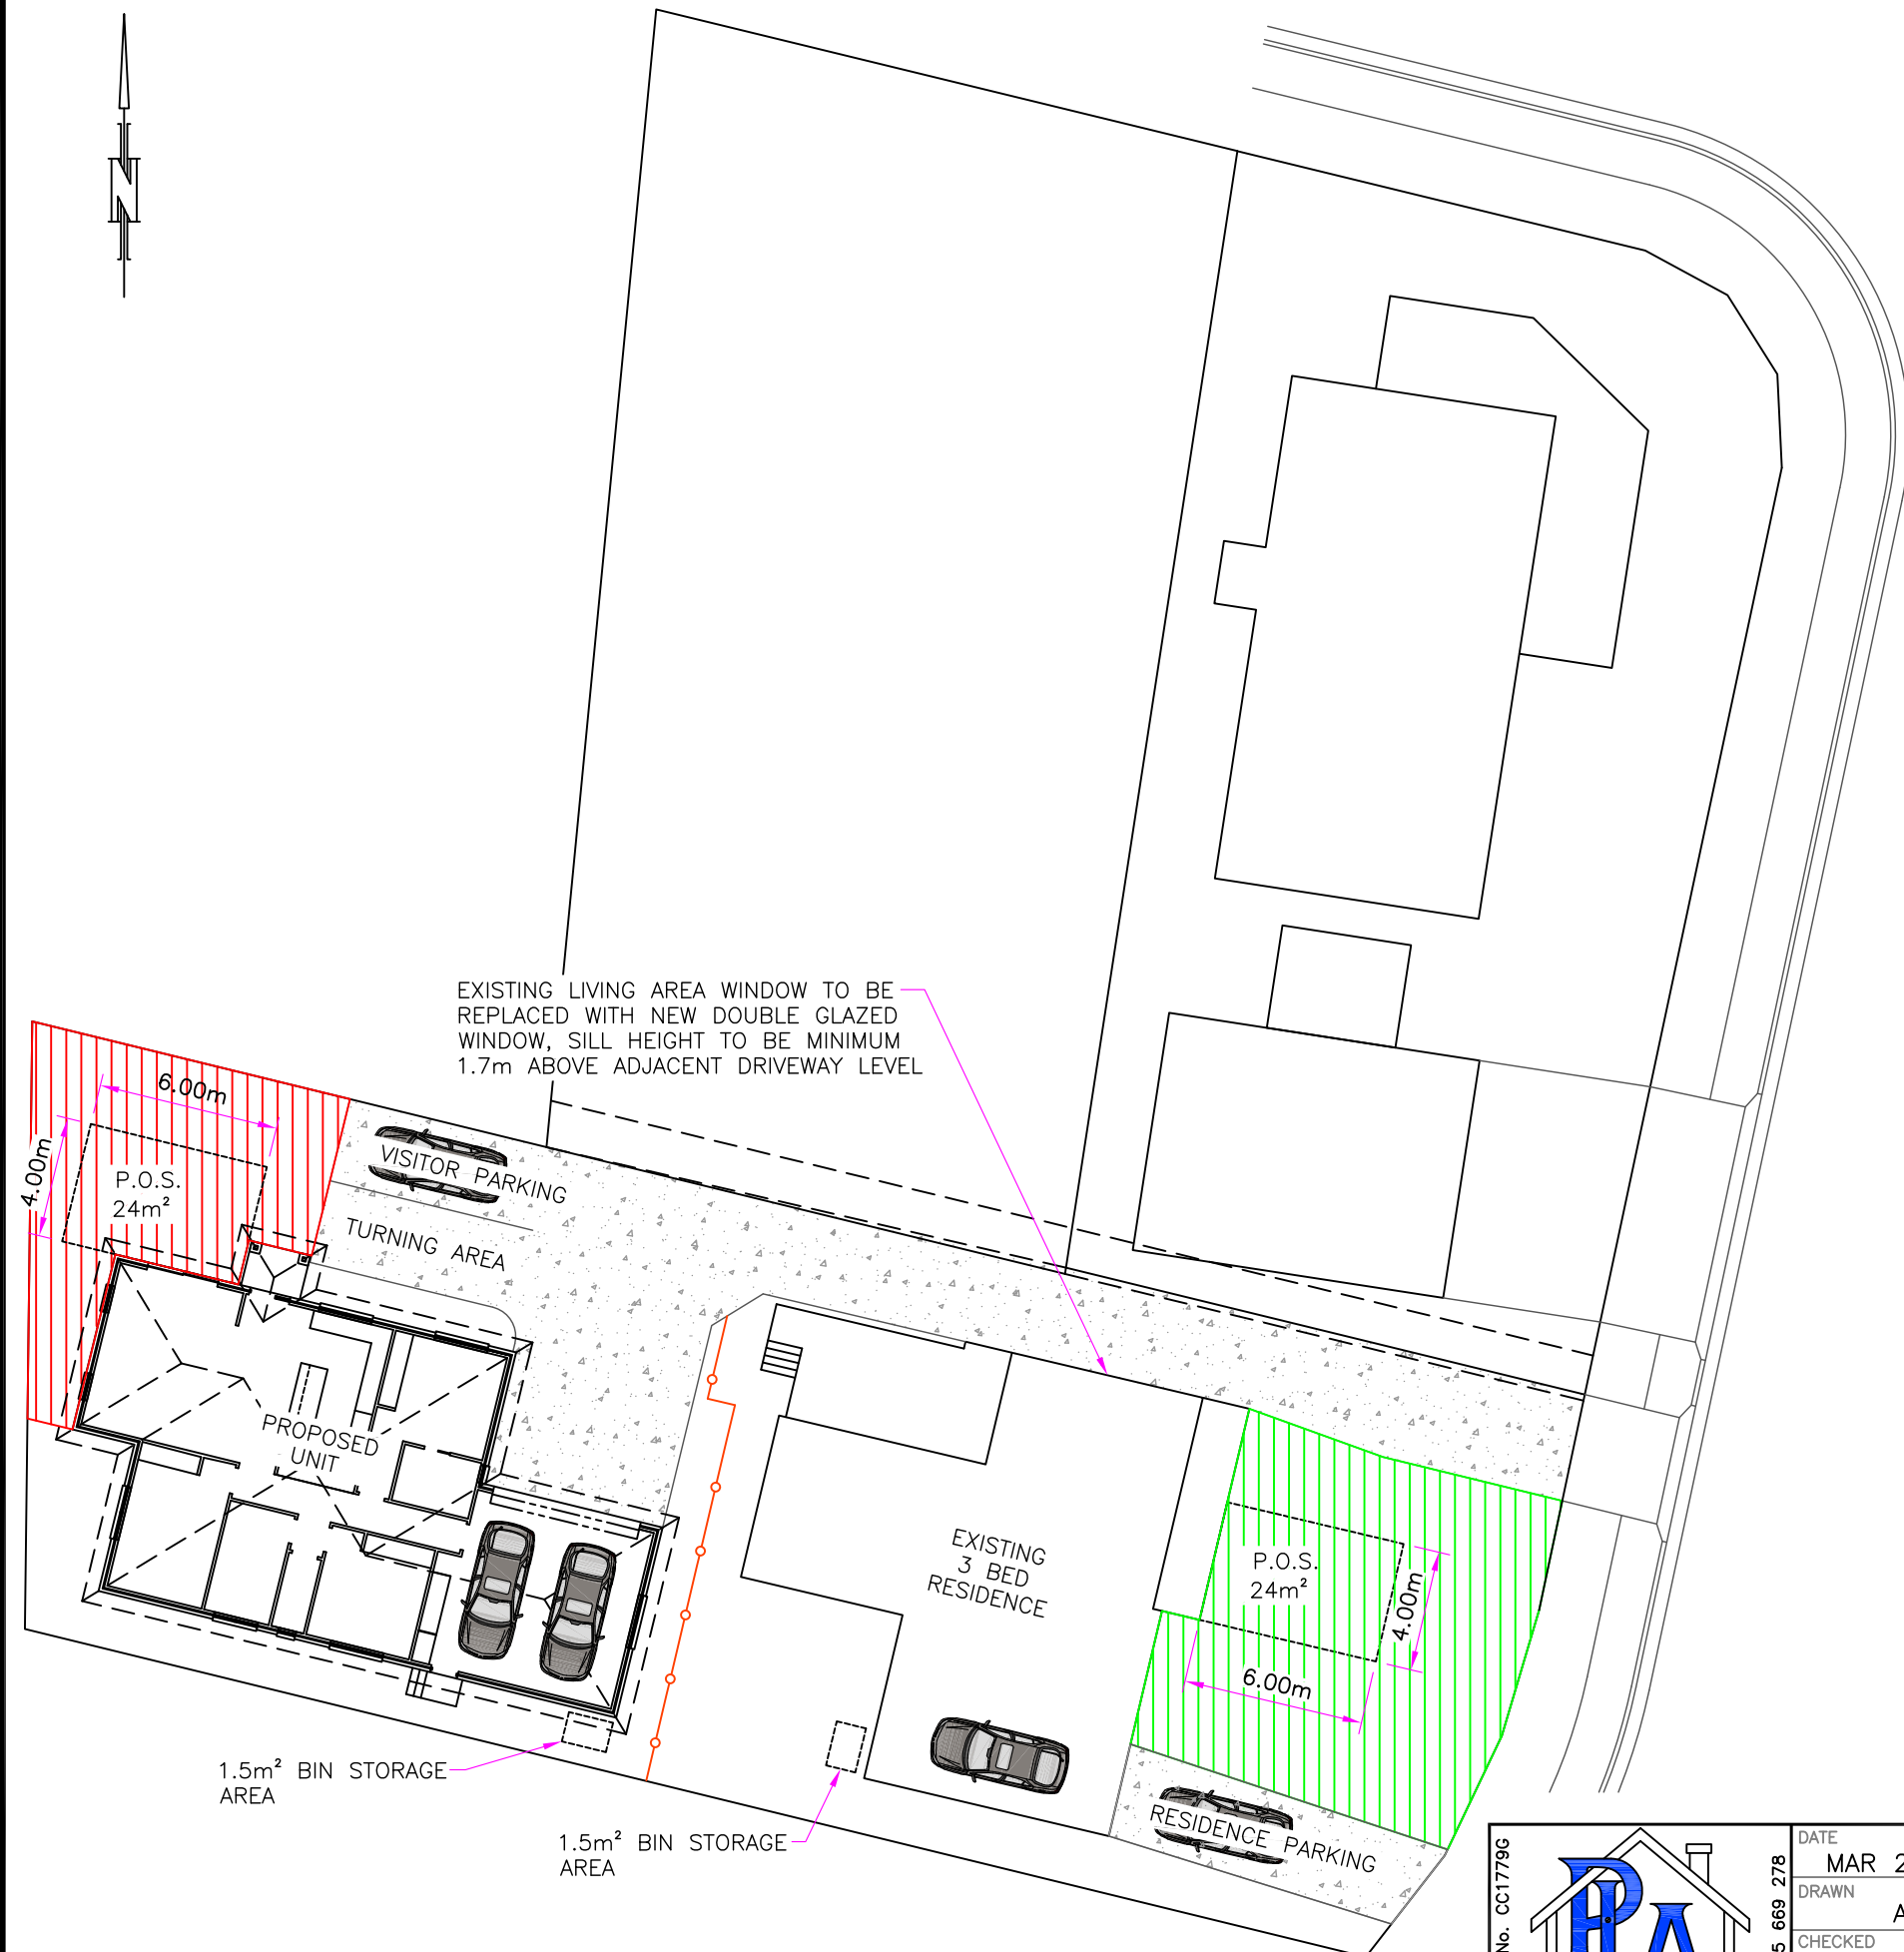 N
EXISTING LIVING AREA WINDOW TO BE
REPLACED WITH NEW DOUBLE GLAZED
WINDOW, SILL HEIGHT TO BE MINIMUM
1.7m ABOVE ADJACENT DRIVEWAY LEVEL
6.00m
4.00m
P.O.S.
24m²
VISITOR PARKING
TURNING AREA
PROPOSED
UNIT
EXISTING
3 BED
RESIDENCE
P.O.S.
24m²
4.00m
6.00m
1.5m² BIN STORAGE
AREA
1.5m² BIN STORAGE
AREA
RESIDENCE PARKING
No. CC1779G
669 278
DATE
MAR 2
DRAWN
A
CHECKED